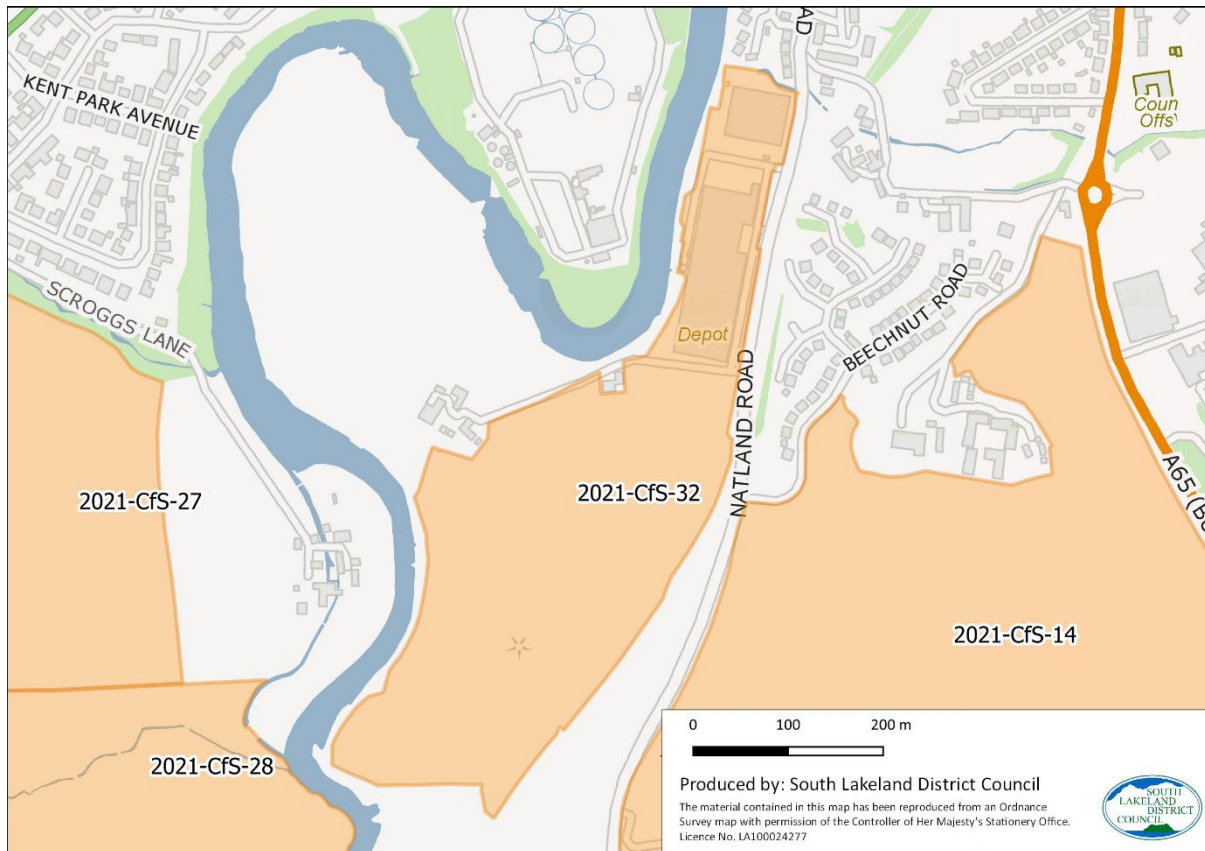 KENT PARK AVENUE
Coun
Offs
SCROGGS LANE
BEECHNUT ROAD
Depot
NATLAND ROAD
A65
2021-CfS-27
2021-CfS-32
2021-CfS-14
2021-CfS-28
0 100 200 m
Produced by: South Lakeland District Council
The material contained in this map has been reproduced from an Ordnance
Survey map with permission of the Controller of Her Majesty's Stationery Office.
Licence No. LA100024277
SOUTH
LAKELAND
DISTRICT
COUNCIL